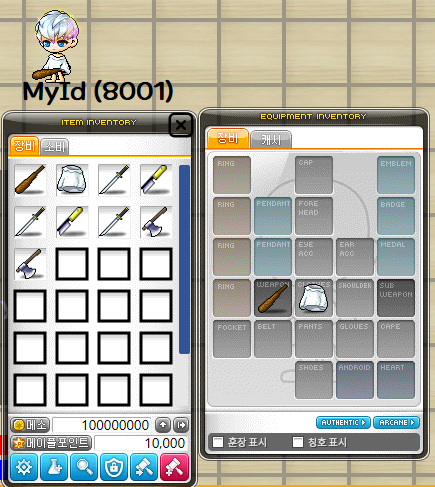 MyId (8001)
ITEM INVENTORY
장비 소비
메소 100000000
메이플포인트 10,000
EQUIPMENT INVENTORY
장비 캐시
RING CAP EMBLEM
RING PENDANT FORE HEAD BADGE
RING PENDANT EYE ACC EAR ACC MEDAL
RING WEAPON CLOTHES SHOULDER SUB WEAPON
POCKET BELT PANTS GLOVES CAPE
SHOES ANDROID HEART
AUTHENTIC ARCANE
훈장 표시 칭호 표시